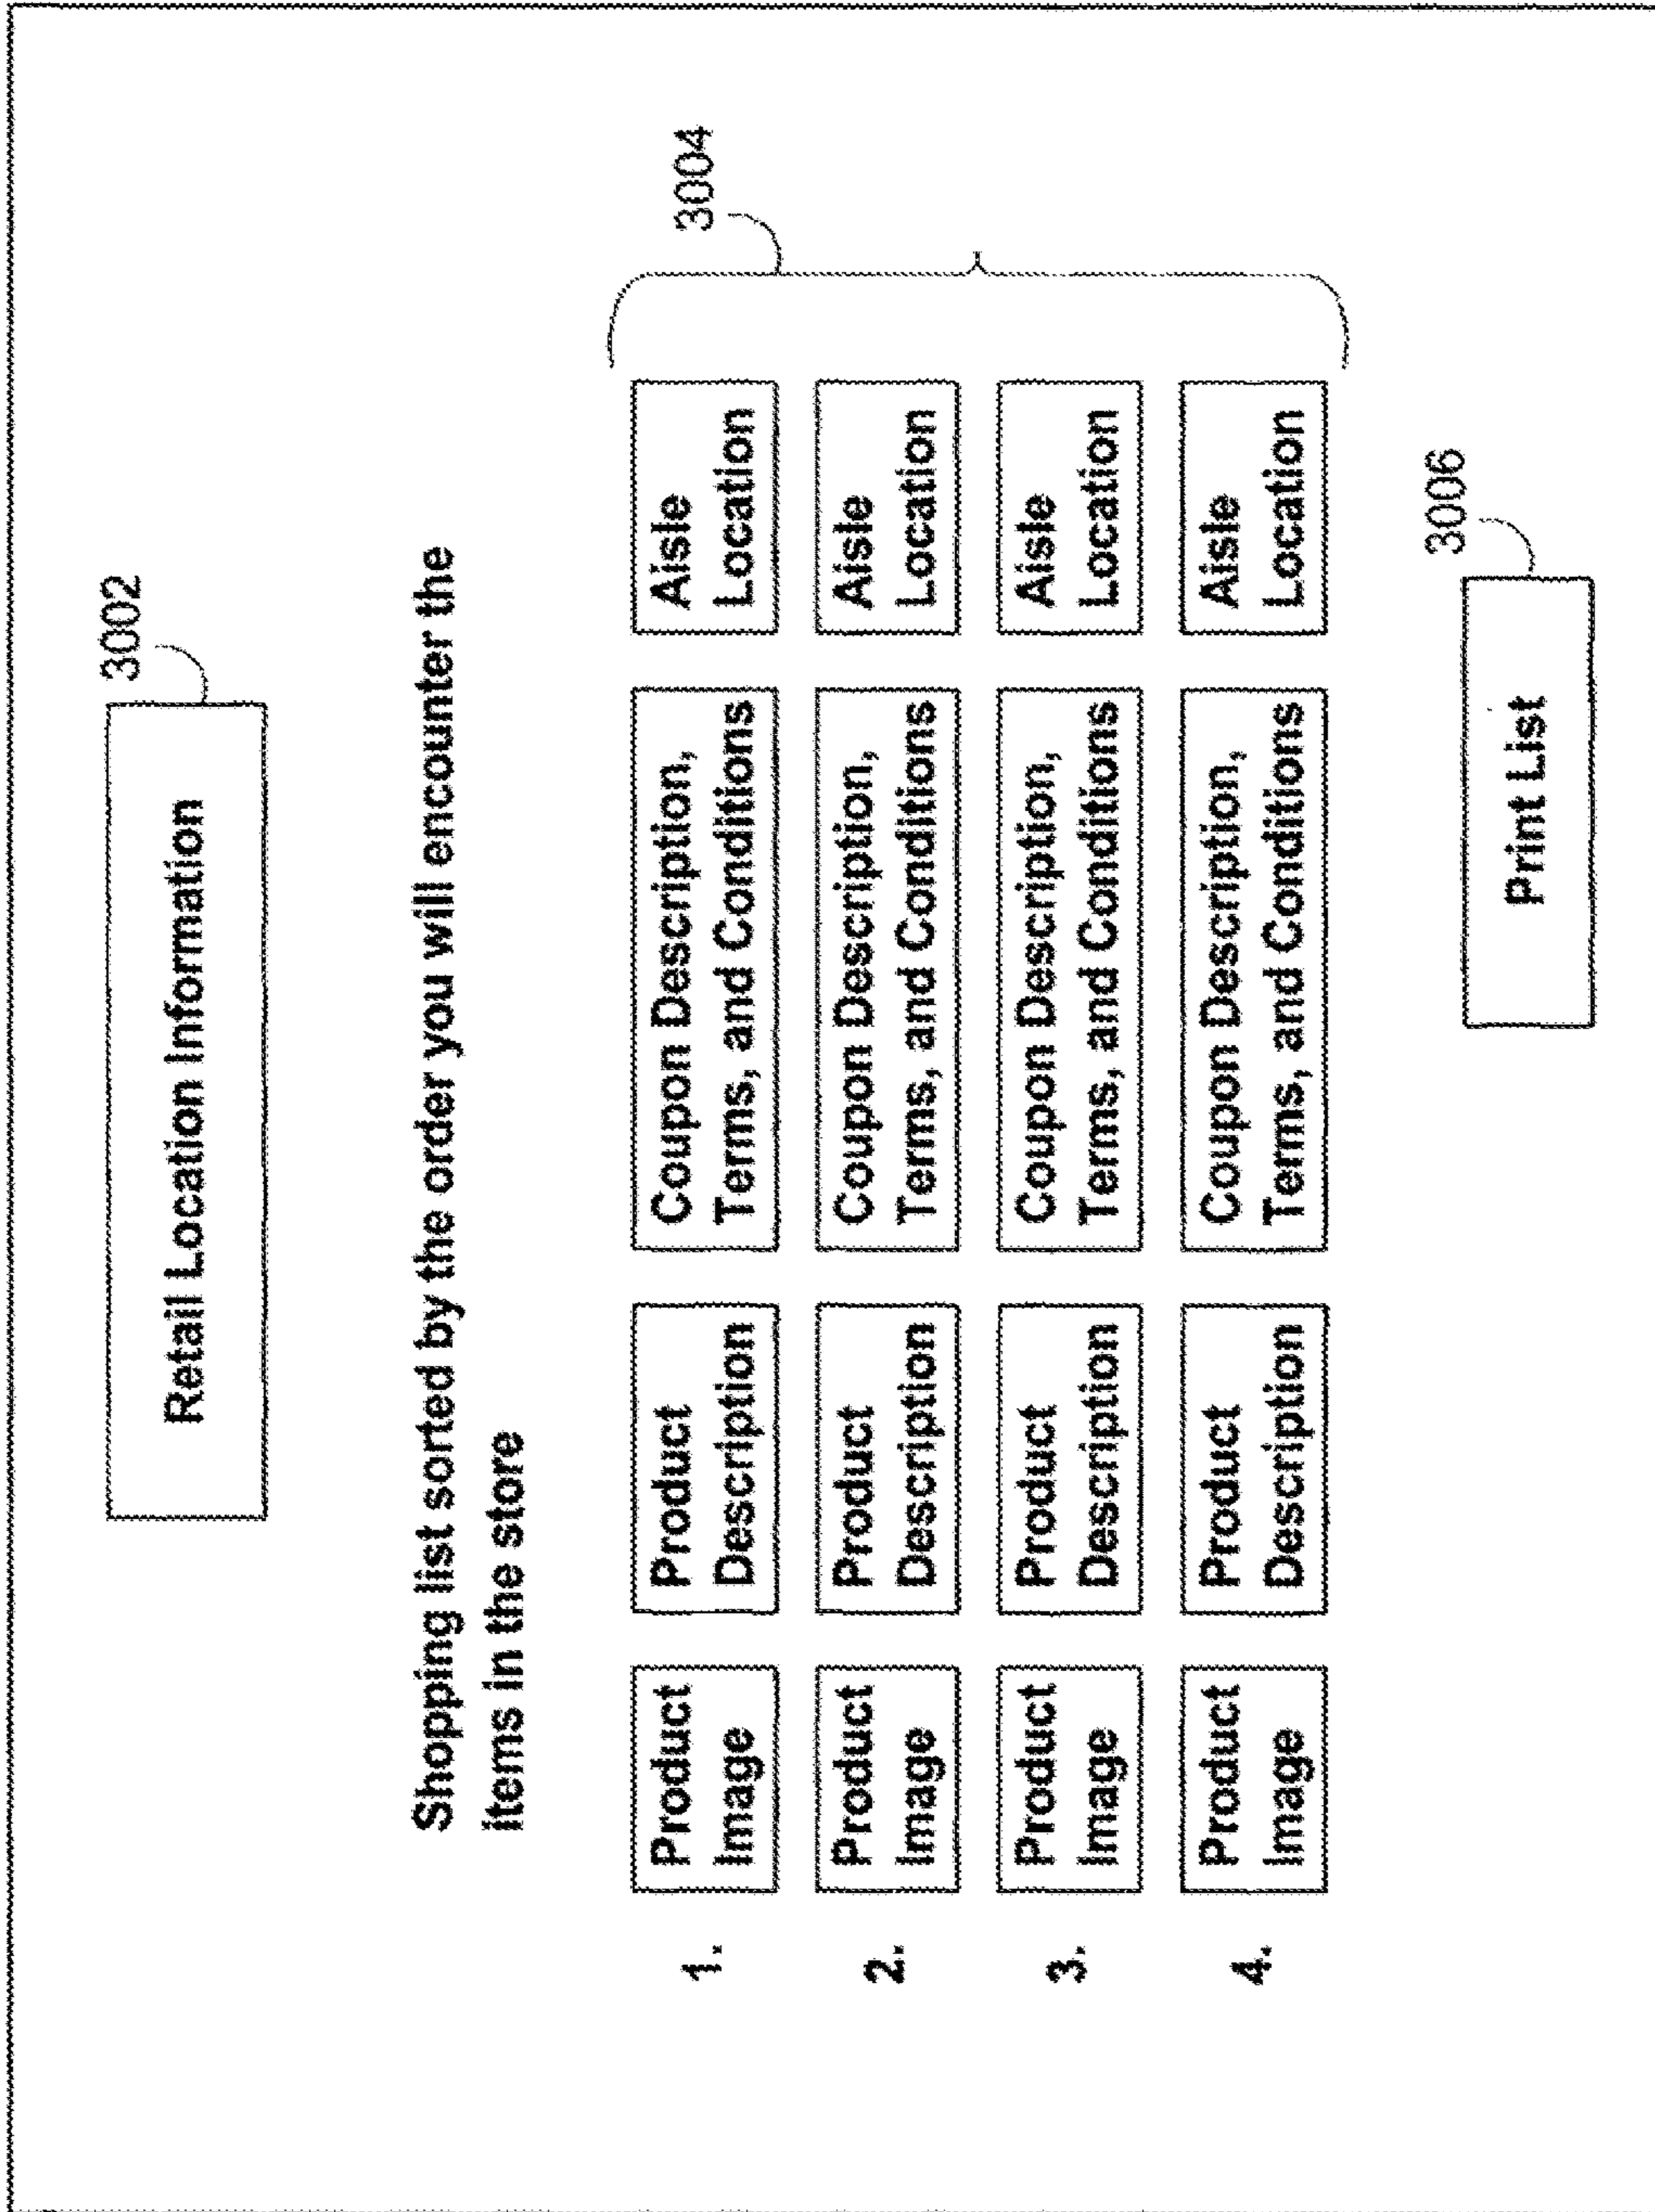 3002
Retail Location Information
Shopping list sorted by the order you will encounter the
items in the store
3004
1.
Product
Image
Product
Description
Coupon Description,
Terms, and Conditions
Aisle
Location
2.
Product
Image
Product
Description
Coupon Description,
Terms, and Conditions
Aisle
Location
3.
Product
Image
Product
Description
Coupon Description,
Terms, and Conditions
Aisle
Location
4.
Product
Image
Product
Description
Coupon Description,
Terms, and Conditions
Aisle
Location
3006
Print List